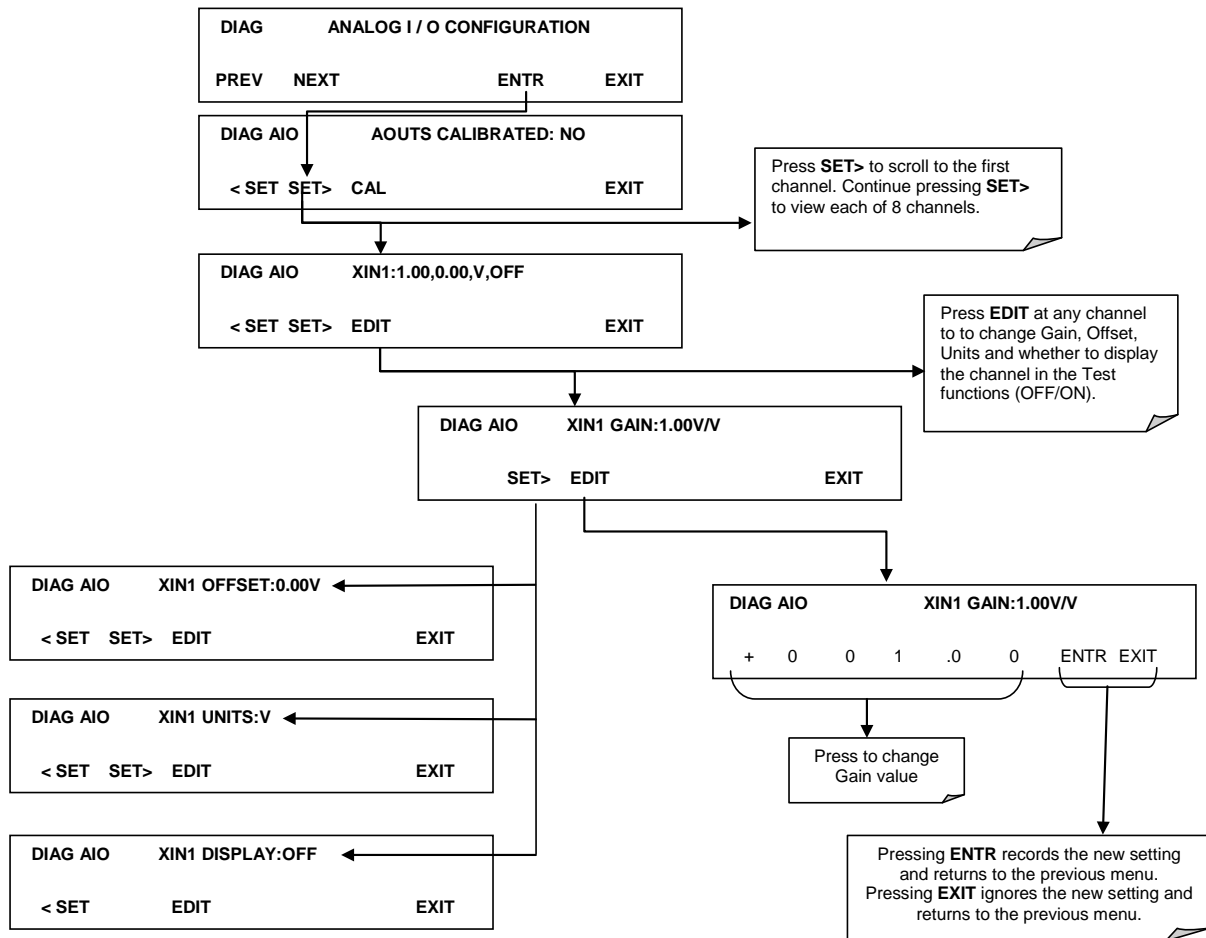 DIAG ANALOG I / O CONFIGURATION
PREV NEXT ENTR EXIT
DIAG AIO AOUTS CALIBRATED: NO
< SET SET> CAL EXIT
Press SET> to scroll to the first
channel. Continue pressing SET>
to view each of 8 channels.
DIAG AIO XIN1:1.00,0.00,V,OFF
< SET SET> EDIT EXIT
Press EDIT at any channel
to to change Gain, Offset,
Units and whether to display
the channel in the Test
functions (OFF/ON).
DIAG AIO XIN1 GAIN:1.00V/V
SET> EDIT EXIT
DIAG AIO XIN1 OFFSET:0.00V
< SET SET> EDIT EXIT
DIAG AIO XIN1 GAIN:1.00V/V
+ 0 0 1 .0 0 ENTR EXIT
DIAG AIO XIN1 UNITS:V
< SET SET> EDIT EXIT
Press to change
Gain value
DIAG AIO XIN1 DISPLAY:OFF
< SET EDIT EXIT
Pressing ENTR records the new setting
and returns to the previous menu.
Pressing EXIT ignores the new setting and
returns to the previous menu.